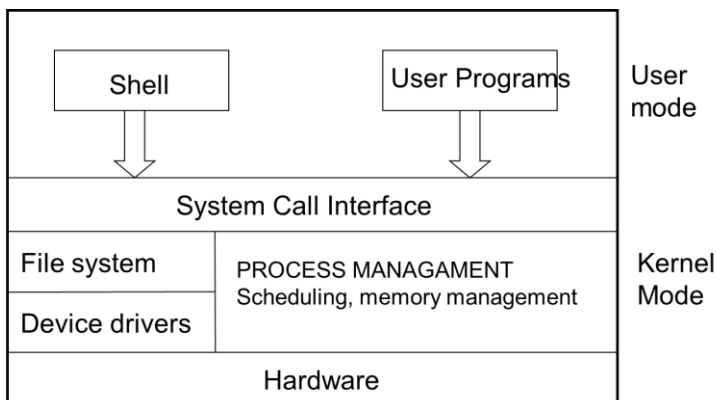 Shell
User Programs
User
mode
System Call Interface
File system
PROCESS MANAGAMENT
Scheduling, memory management
Device drivers
Kernel
Mode
Hardware